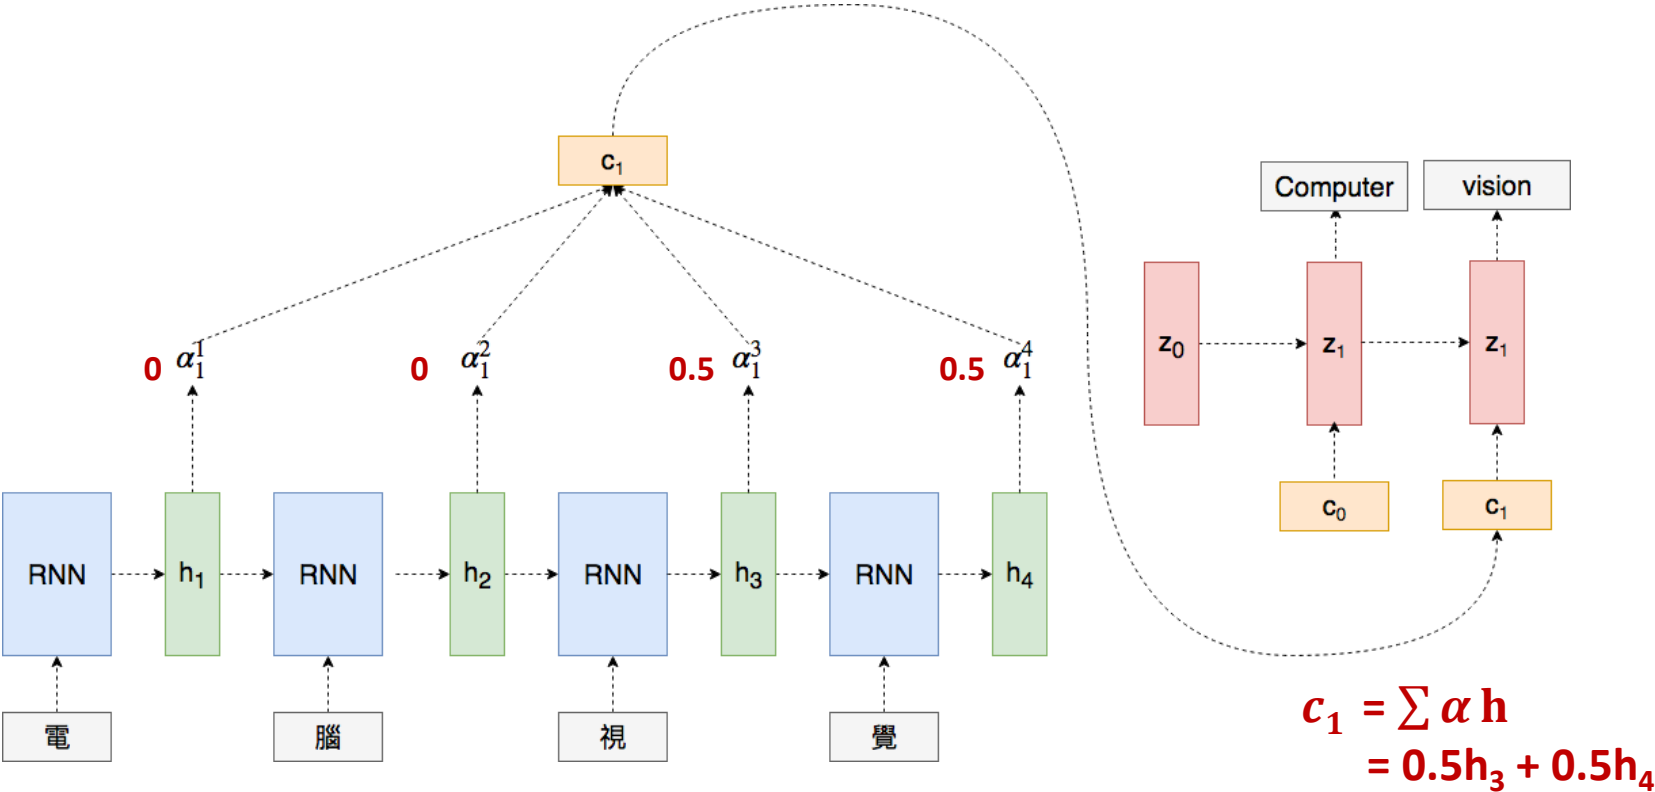 c₁
Computer vision
0 α₁¹ 0 α₁² 0.5 α₁³ 0.5 α₁⁴
z₀ z₁ z₁
c₀ c₁
RNN h₁ RNN h₂ RNN h₃ RNN h₄
電 腦 視 覺
c₁ = ∑ α h
= 0.5h₃ + 0.5h₄